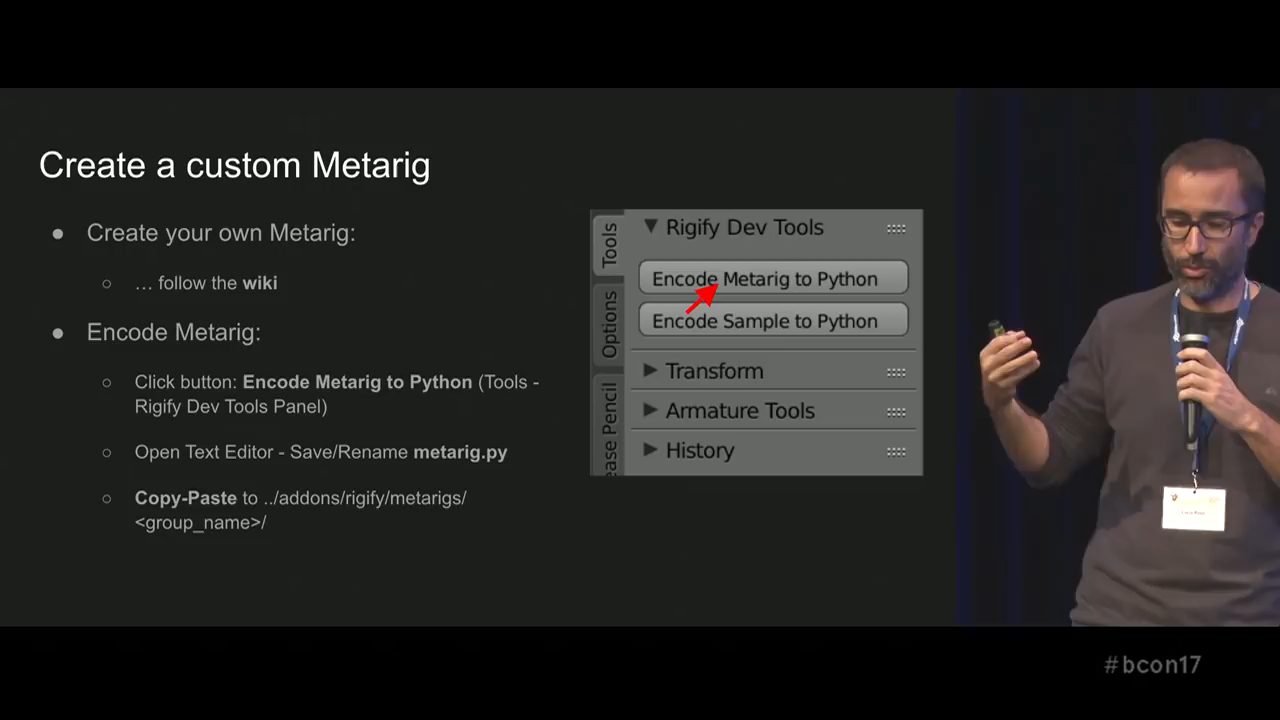 Create a custom Metarig
● Create your own Metarig:
○ … follow the wiki
● Encode Metarig:
○ Click button: Encode Metarig to Python (Tools -
Rigify Dev Tools Panel)
○ Open Text Editor - Save/Rename metarig.py
○ Copy-Paste to ../addons/rigify/metarigs/
<group_name>/
Tools
Options
ease Pencil
Rigify Dev Tools
Encode Metarig to Python
Encode Sample to Python
Transform
Armature Tools
History
#bcon17